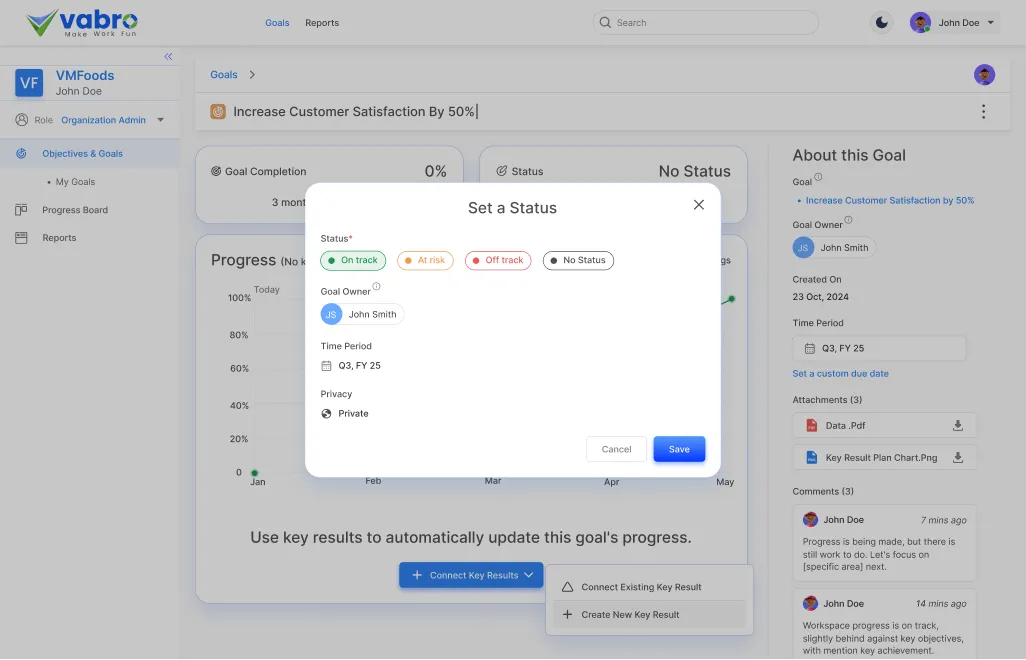 vabro
Make Work Fun
Goals
Reports
Search
John Doe
VF
VMFoods
John Doe
Role Organization Admin
Objectives & Goals
• My Goals
Progress Board
Reports
Goals
Increase Customer Satisfaction By 50%
Goal Completion 0%
3 mont
Status No Status
Progress (No k
gs
Today
100%
80%
60%
40%
20%
0
Jan Feb Mar Apr May
Use key results to automatically update this goal's progress.
+ Connect Key Results
Connect Existing Key Result
+ Create New Key Result
Set a Status
Status*
On track
At risk
Off track
No Status
Goal Owner
JS John Smith
Time Period
Q3, FY 25
Privacy
Private
Cancel
Save
About this Goal
Goal
• Increase Customer Satisfaction by 50%
Goal Owner
JS John Smith
Created On
23 Oct, 2024
Time Period
Q3, FY 25
Set a custom due date
Attachments (3)
Data .Pdf
Key Result Plan Chart.Png
Comments (3)
John Doe 7 mins ago
Progress is being made, but there is
still work to do. Let's focus on
[specific area] next.
John Doe 14 mins ago
Workspace progress is on track,
slightly behind against key objectives,
with mention key achievement.